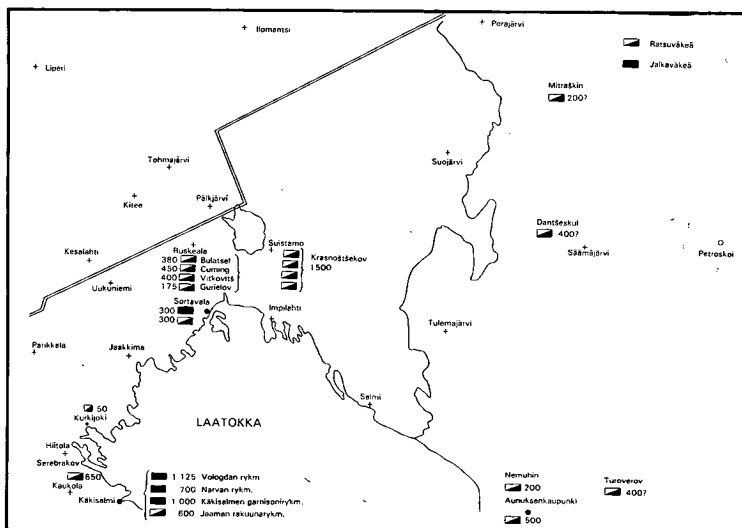 Ilomantsi
Porajärvi
Ratsuväkeä
Jalkaväkeä
Liperi
Mitraškin
200?
Tohmajärvi
Suojärvi
Kitee
Pälkjärvi
Dantšeskul
400?
Säämäjärvi
Petroskoi
Kesälahti
Ruskeala
380 Bulatsel
450 Cuming
400 Vitkovitš
175 Gurielov
Suistamo
Krasnoštšekov
1500
Uukuniemi
Sortavala
300
300
Impilahti
Tulemajärvi
Parikkala
Jaakkima
Salmi
50
Kurkijoki
LAATOKKA
Hiitola
Serebrakov
650
Kaukola
Käkisalmi
1 125 Vologdan rykm
700 Narvan rykm.
1 000 Käkisalmen garnisonirykm.
600 Jaaman rakuunarykm.
Nemuhin
200
Aunuksenkaupunki
500
Turoverov
400?